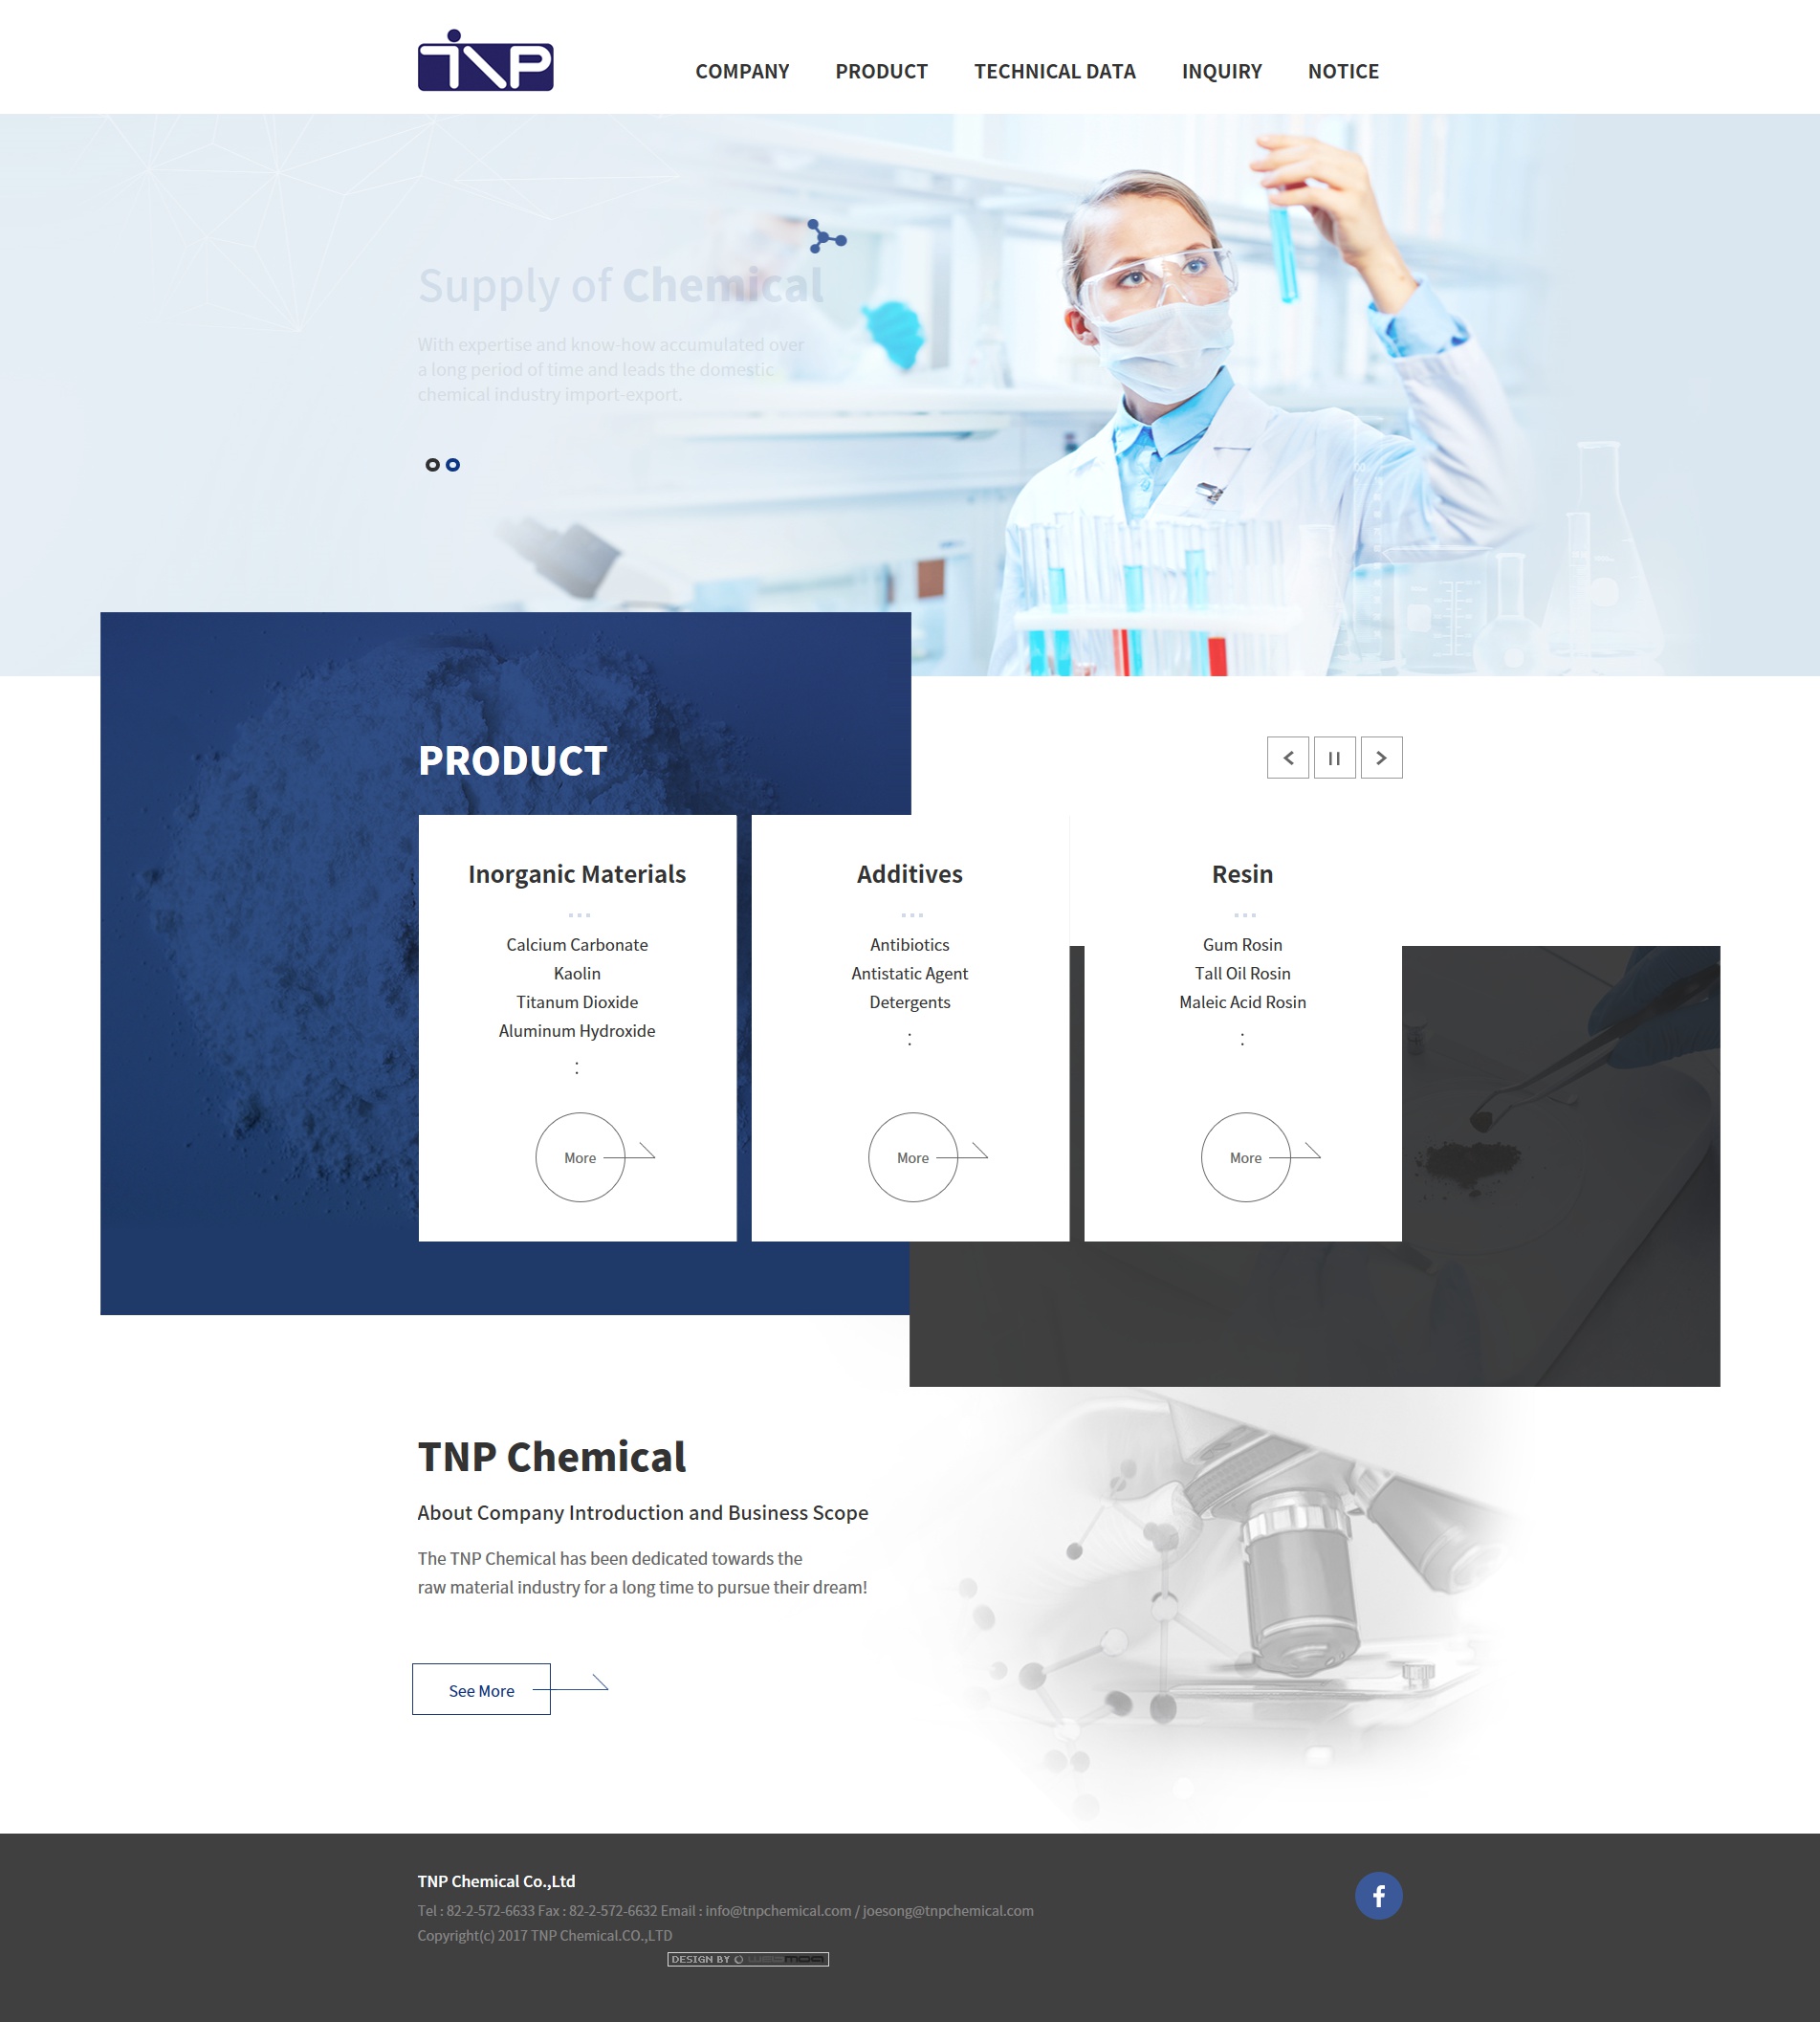 TNP
COMPANY PRODUCT TECHNICAL DATA INQUIRY NOTICE
Supply of Chemical
With expertise and know-how accumulated over
a long period of time and leads the domestic
chemical industry import-export.
PRODUCT
Inorganic Materials
Calcium Carbonate
Kaolin
Titanum Dioxide
Aluminum Hydroxide
:
More
Additives
Antibiotics
Antistatic Agent
Detergents
:
More
Resin
Gum Rosin
Tall Oil Rosin
Maleic Acid Rosin
:
More
TNP Chemical
About Company Introduction and Business Scope
The TNP Chemical has been dedicated towards the
raw material industry for a long time to pursue their dream!
See More
TNP Chemical Co.,Ltd
Tel : 82-2-572-6633 Fax : 82-2-572-6632 Email : info@tnpchemical.com / joesong@tnpchemical.com
Copyright(c) 2017 TNP Chemical.CO.,LTD
DESIGN BY